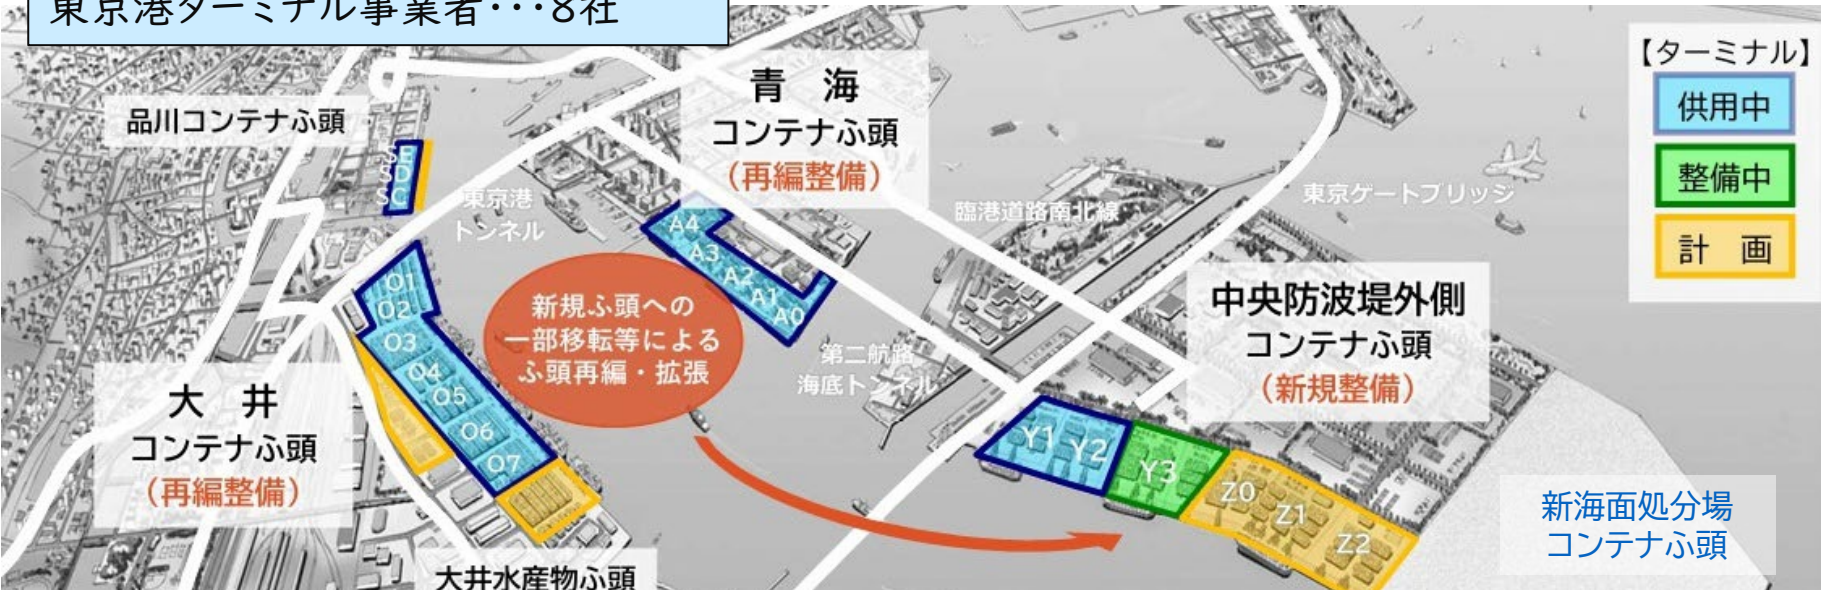 東京港ターミナル事業者・・・8社
【ターミナル】
供用中
整備中
計　画
品川コンテナふ頭
SE
SD
SC
青　海
コンテナふ頭
（再編整備）
東京港
トンネル
A4
A3
A2
A1
A0
臨港道路南北線
東京ゲートブリッジ
O1
O2
O3
O4
O5
O6
O7
新規ふ頭への
一部移転等による
ふ頭再編・拡張
第二航路
海底トンネル
中央防波堤外側
コンテナふ頭
（新規整備）
大　井
コンテナふ頭
（再編整備）
Y1
Y2
Y3
Z0
Z1
Z2
新海面処分場
コンテナふ頭
大井水産物ふ頭